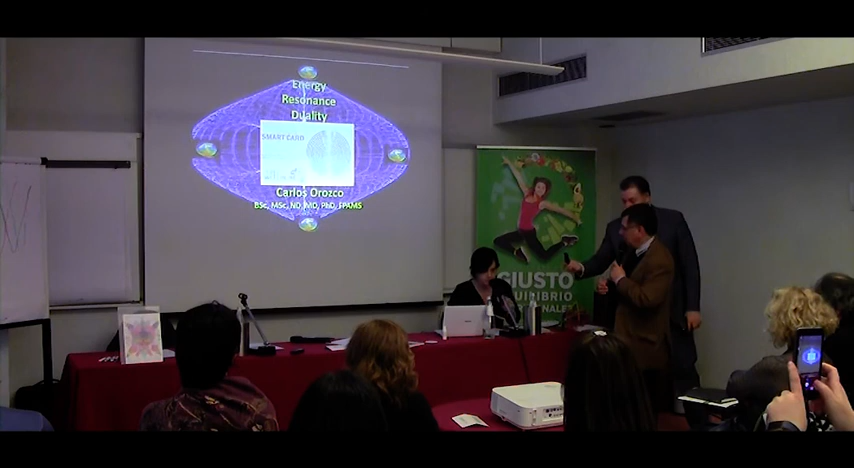 Energy
Resonance
Duality
SMART CARD
Carlos Orozco
BSc, MSc, ND, MD, PhD, FPAMS
GIUSTO